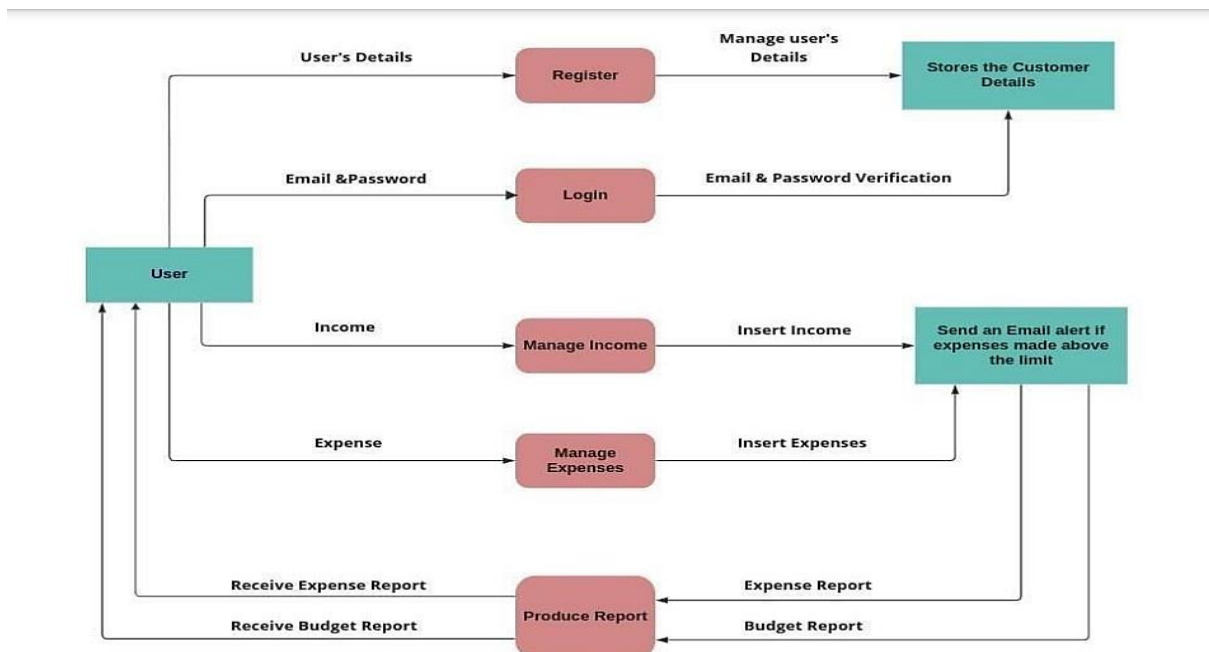 User's Details
Manage user's
Details
Register
Stores the Customer
Details
Email &Password
Login
Email & Password Verification
User
Income
Manage Income
Insert Income
Send an Email alert if
expenses made above
the limit
Expense
Manage
Expenses
Insert Expenses
Receive Expense Report
Expense Report
Produce Report
Receive Budget Report
Budget Report